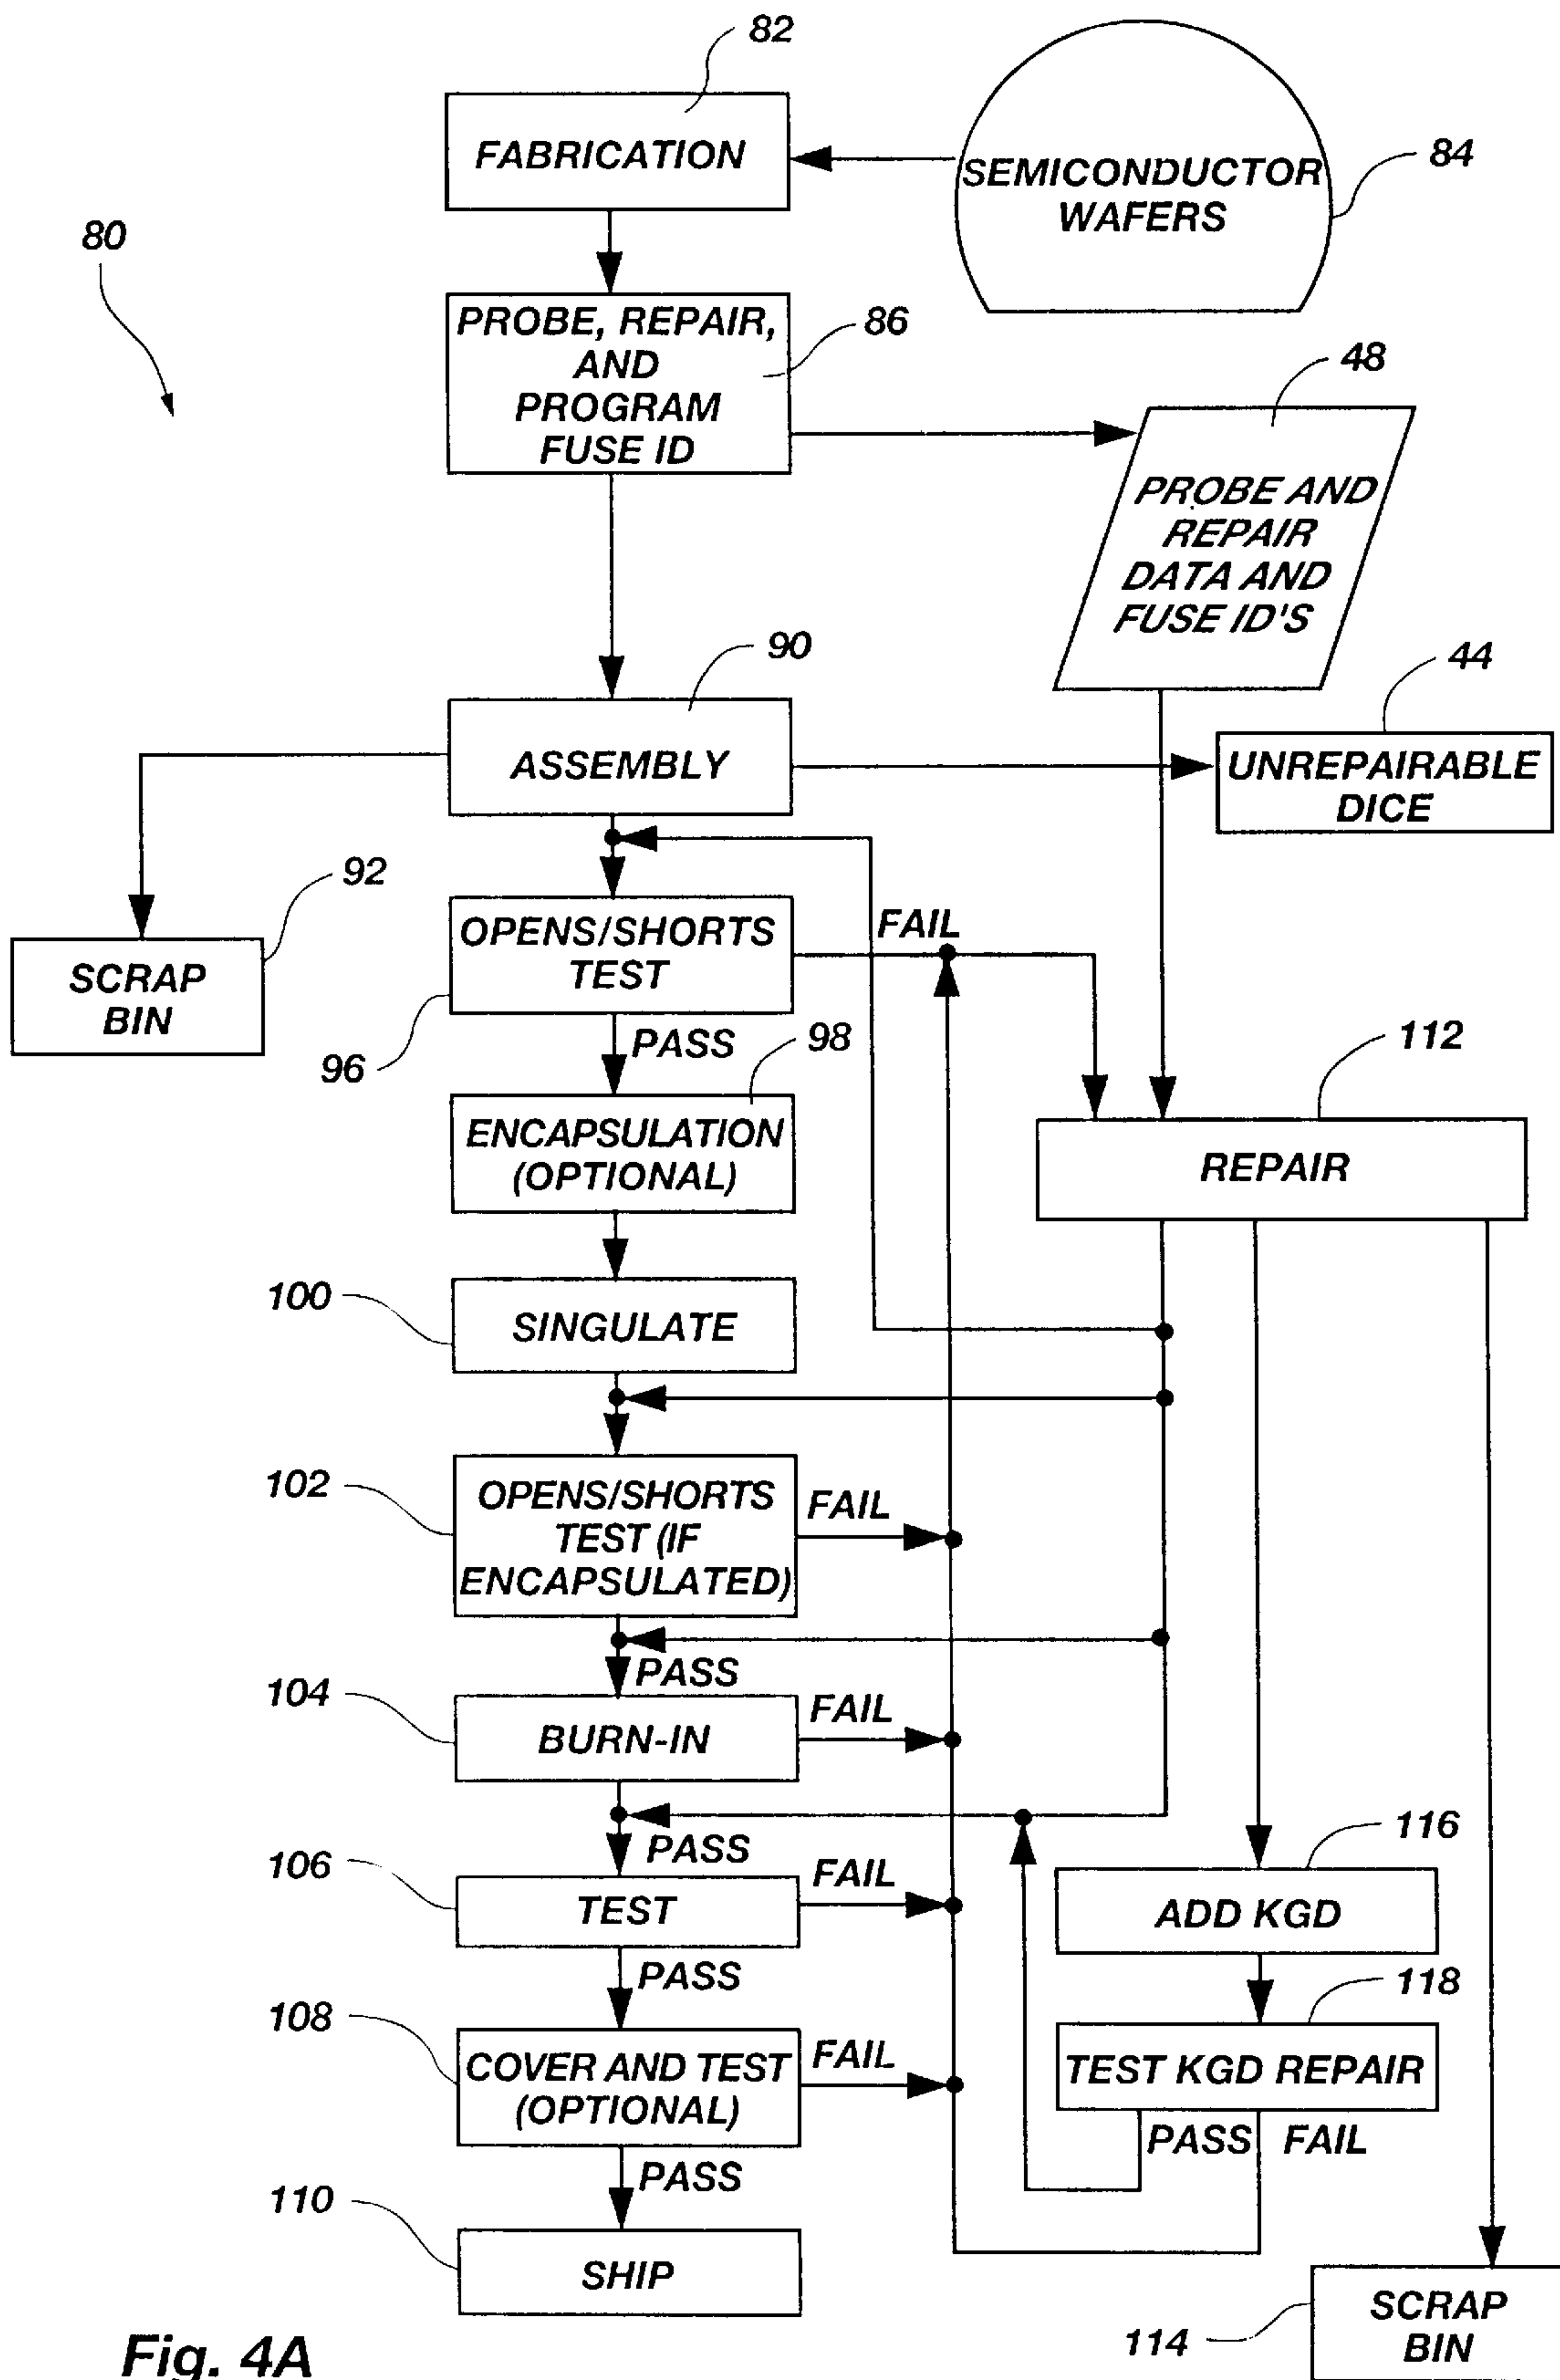 82
FABRICATION
SEMICONDUCTOR
WAFERS
84
80
PROBE, REPAIR,
AND
PROGRAM
FUSE ID
86
48
PROBE AND
REPAIR
DATA AND
FUSE ID'S
90
44
ASSEMBLY
UNREPAIRABLE
DICE
92
SCRAP
BIN
OPENS/SHORTS
TEST
FAIL
96
PASS
98
112
ENCAPSULATION
(OPTIONAL)
REPAIR
100
SINGULATE
102
OPENS/SHORTS
TEST (IF
ENCAPSULATED)
FAIL
PASS
104
BURN-IN
FAIL
PASS
106
TEST
FAIL
116
ADD KGD
PASS
118
108
COVER AND TEST
(OPTIONAL)
FAIL
TEST KGD REPAIR
PASS
FAIL
PASS
110
SHIP
SCRAP
BIN
114
Fig. 4A